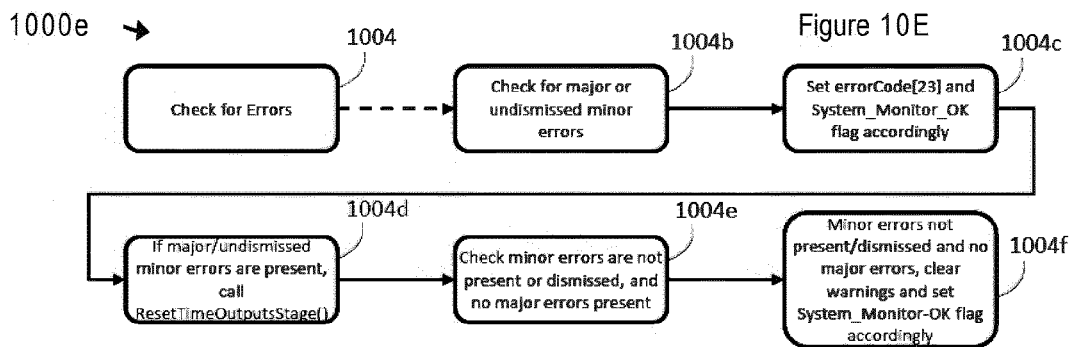 1000e
Figure 10E
1004
1004b
1004c
Check for Errors
Check for major or
undismissed minor
errors
Set errorCode[23] and
System_Monitor_OK
flag accordingly
1004d
1004e
1004f
If major/undismissed
minor errors are present,
call
ResetTimeOutputsStage()
Check minor errors are not
present or dismissed, and
no major errors present
Minor errors not
present/dismissed and no
major errors, clear
warnings and set
System_Monitor-OK flag
accordingly